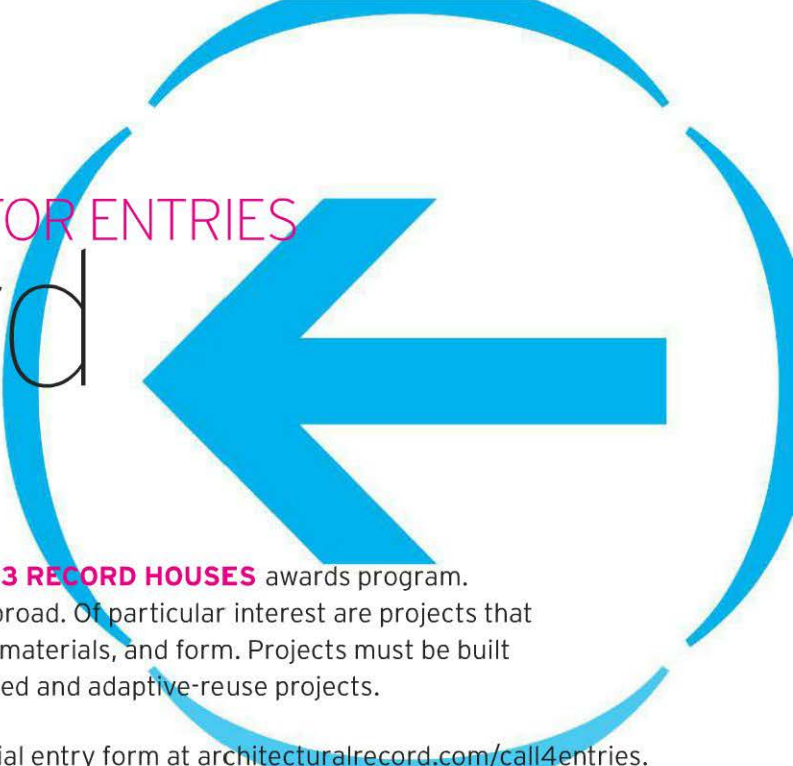 OR ENTRIES
d
3 RECORD HOUSES awards program.
broad. Of particular interest are projects that
materials, and form. Projects must be built
ed and adaptive-reuse projects.
ial entry form at architecturalrecord.com/call4entries.